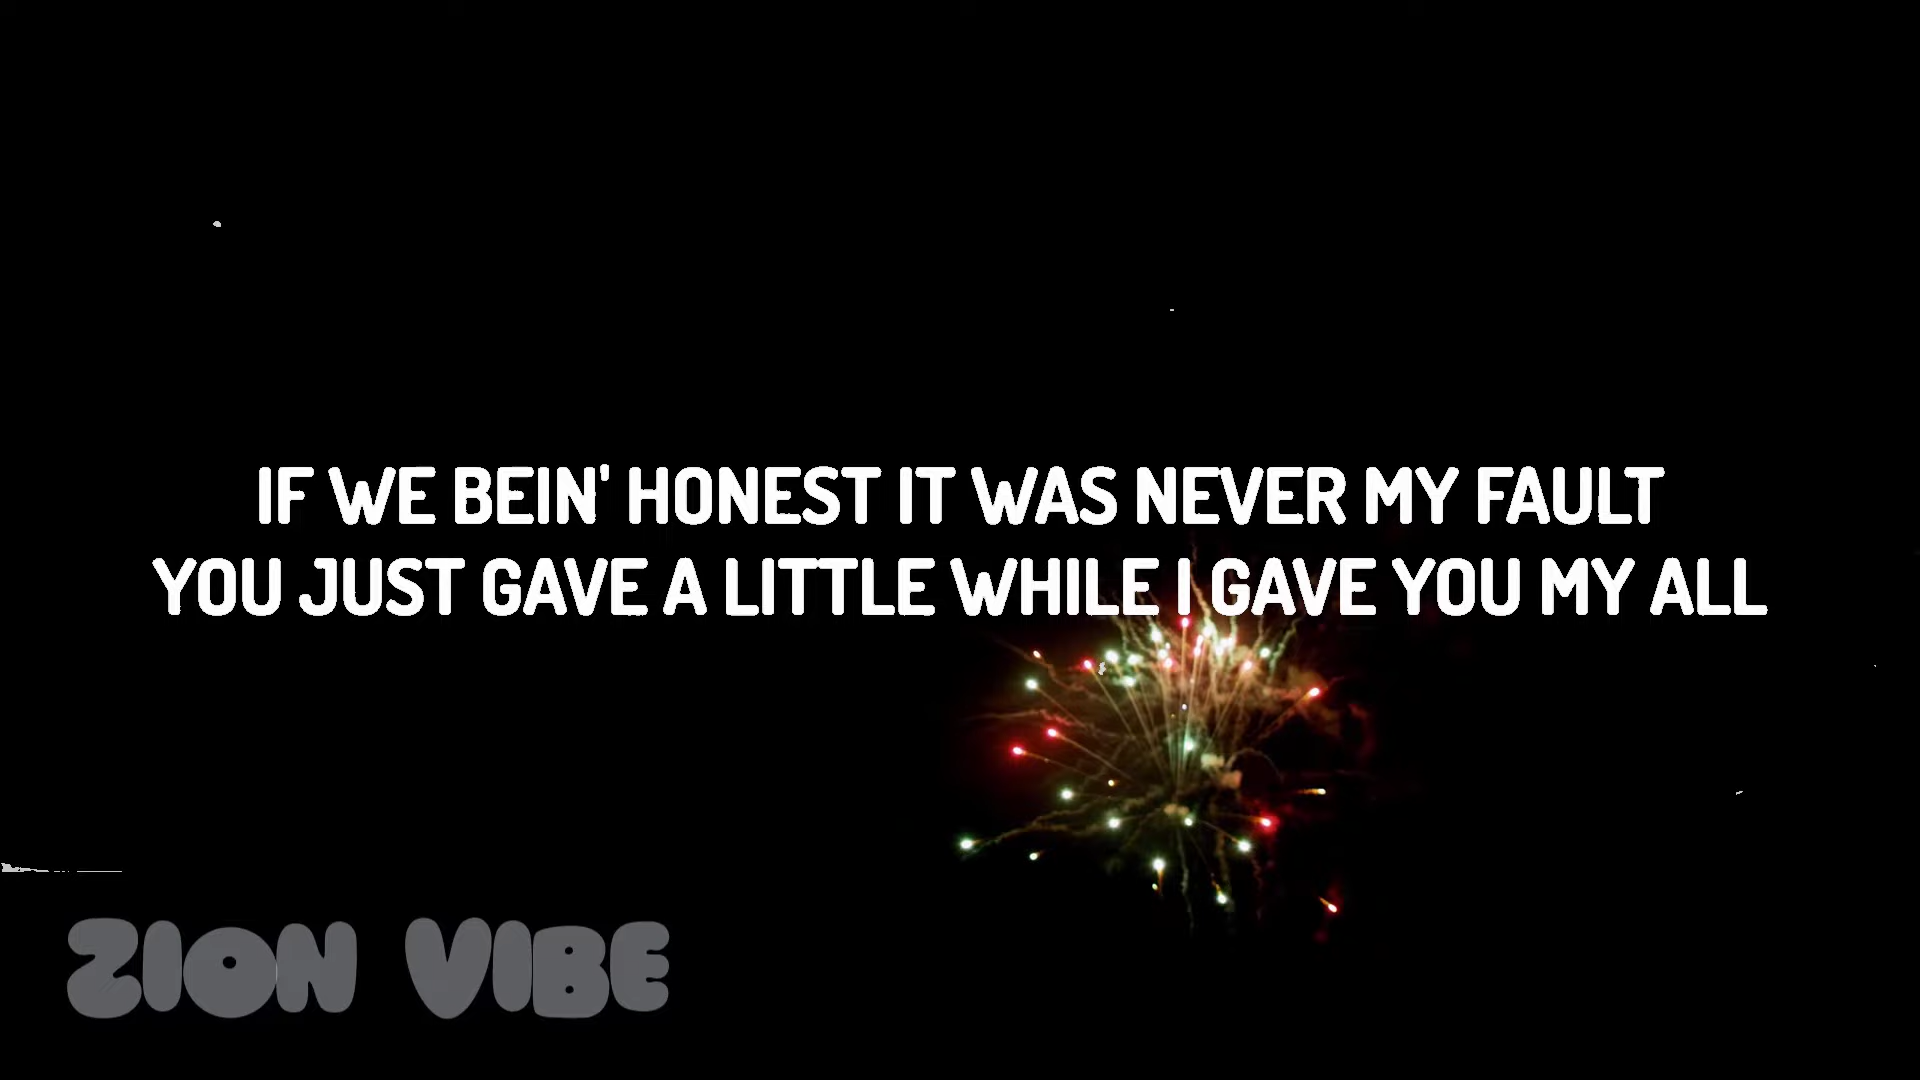 IF WE BEIN' HONEST IT WAS NEVER MY FAULT
YOU JUST GAVE A LITTLE WHILE I GAVE YOU MY ALL
ZION VIBE